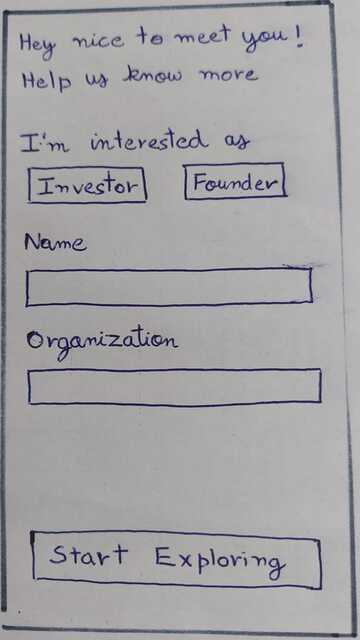 Hey nice to meet you!
Help us know more
I'm interested as
Investor Founder
Name
Organization
Start Exploring